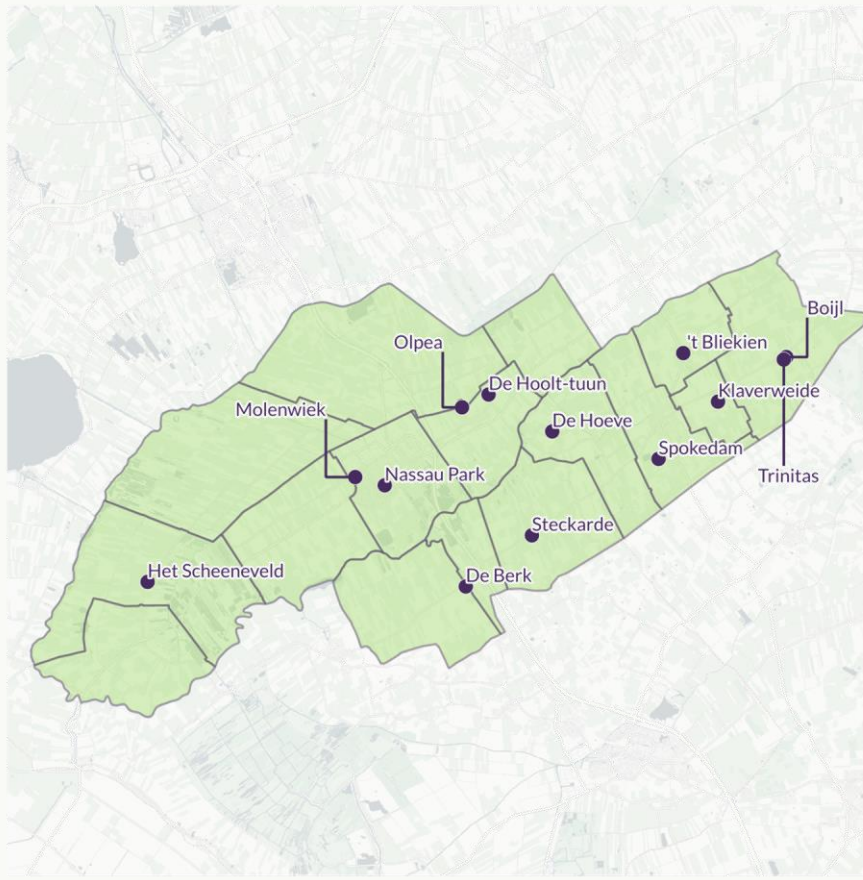 Boijl
Olpea
't Bliekien
De Hoolt-tuun
Klaverweide
Molenwiek
De Hoeve
Spokedam
Nassau Park
Trinitas
Steckarde
Het Scheeneveld
De Berk